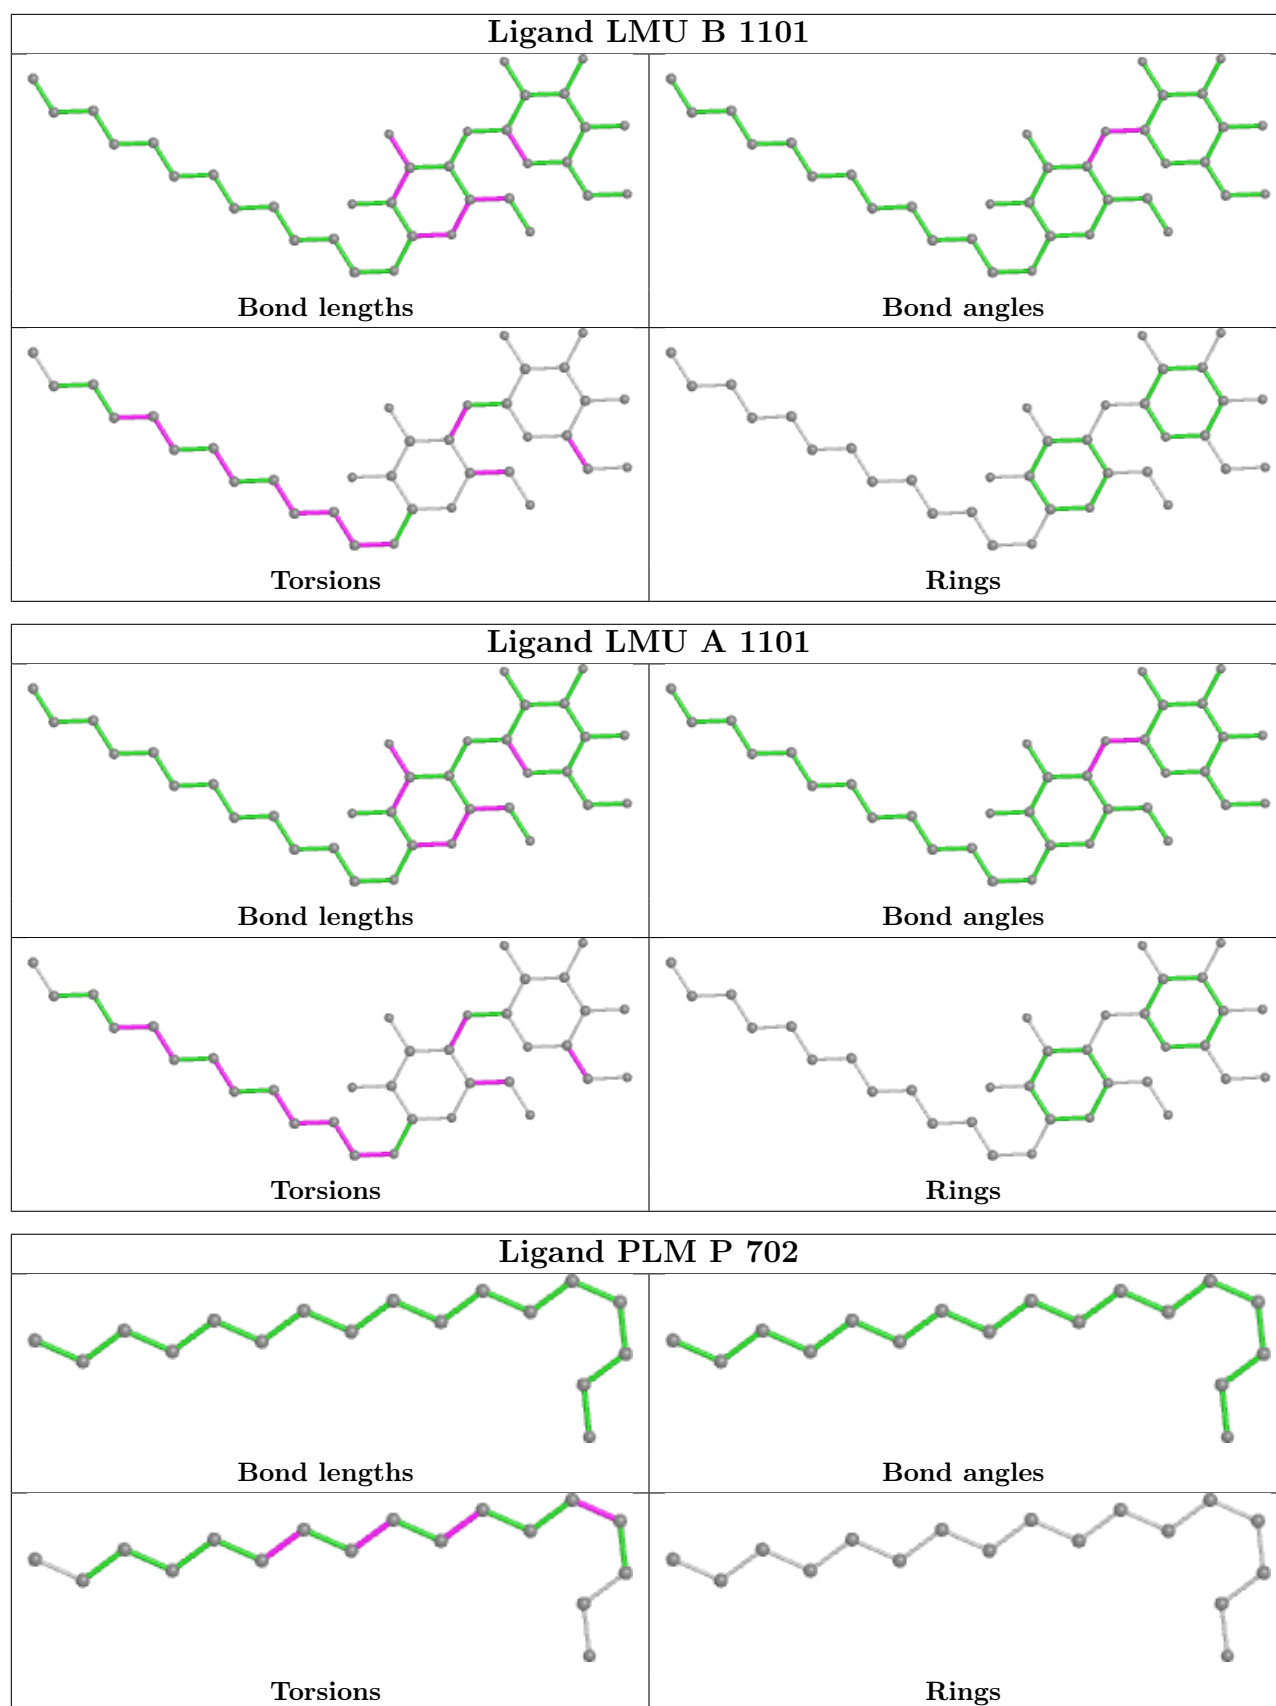 Ligand LMU B 1101
Bond lengths
Bond angles
Torsions
Rings
Ligand LMU A 1101
Bond lengths
Bond angles
Torsions
Rings
Ligand PLM P 702
Bond lengths
Bond angles
Torsions
Rings